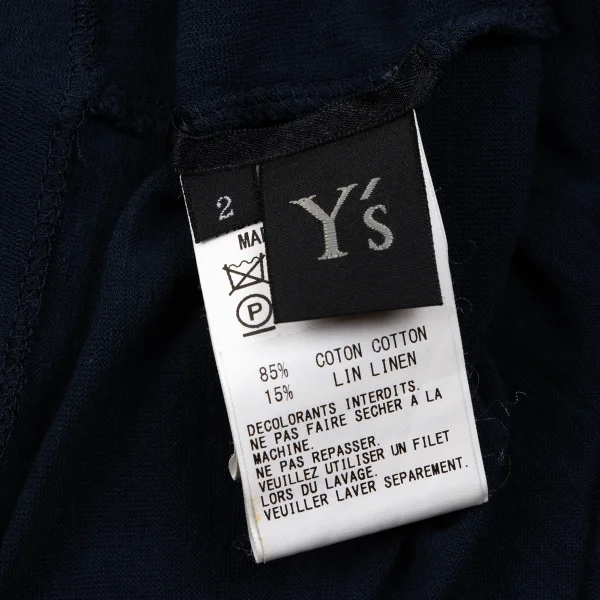 2
Y's
MA
P
85% COTON COTTON
15% LIN LINEN
DECOLORANTS INTERDITS.
NE PAS FAIRE SECHER A LA
MACHINE.
NE PAS REPASSER.
VEUILLEZ UTILISER UN FILET
LORS DU LAVAGE.
VEUILLER LAVER SEPAREMENT.